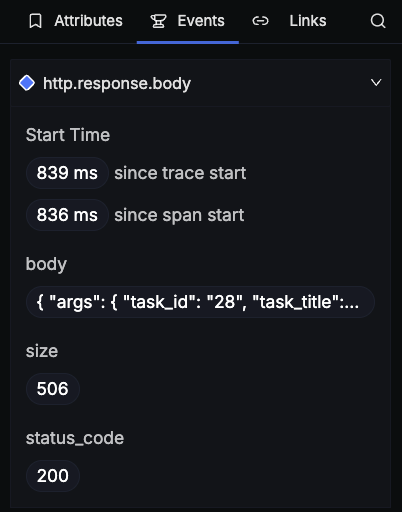 Attributes Events Links
http.response.body
Start Time
839 ms since trace start
836 ms since span start
body
{ "args": { "task_id": "28", "task_title":...
size
506
status_code
200